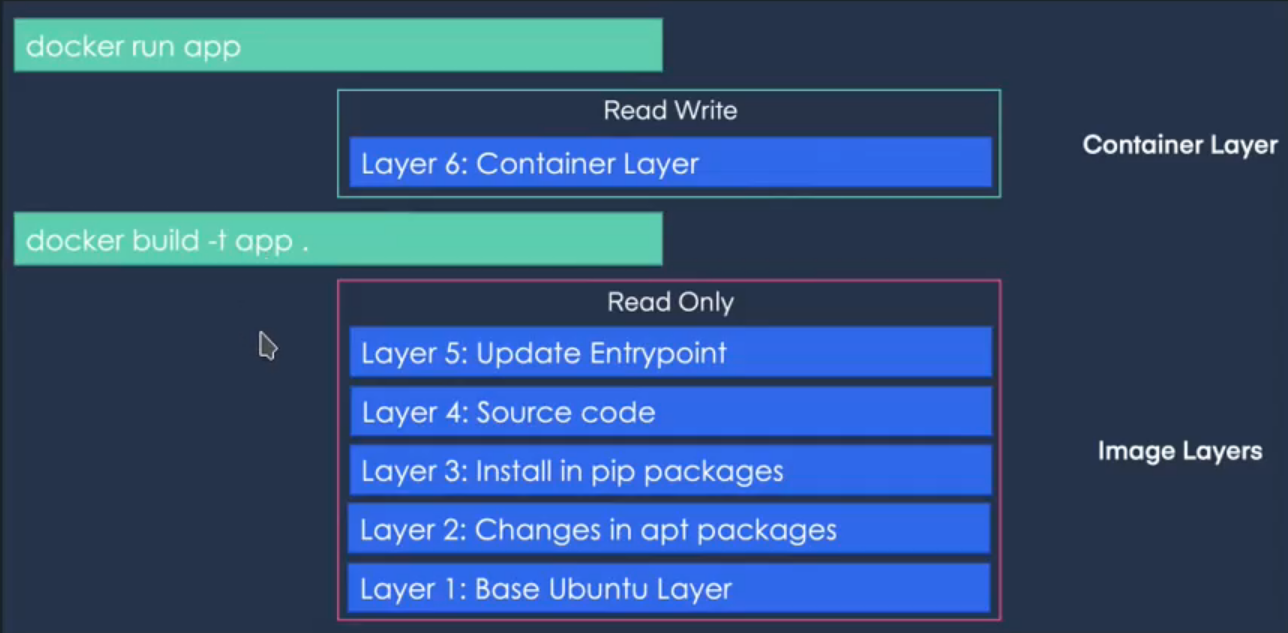 docker run app
Read Write
Layer 6: Container Layer
Container Layer
docker build -t app .
Read Only
Layer 5: Update Entrypoint
Layer 4: Source code
Layer 3: Install in pip packages
Image Layers
Layer 2: Changes in apt packages
Layer 1: Base Ubuntu Layer